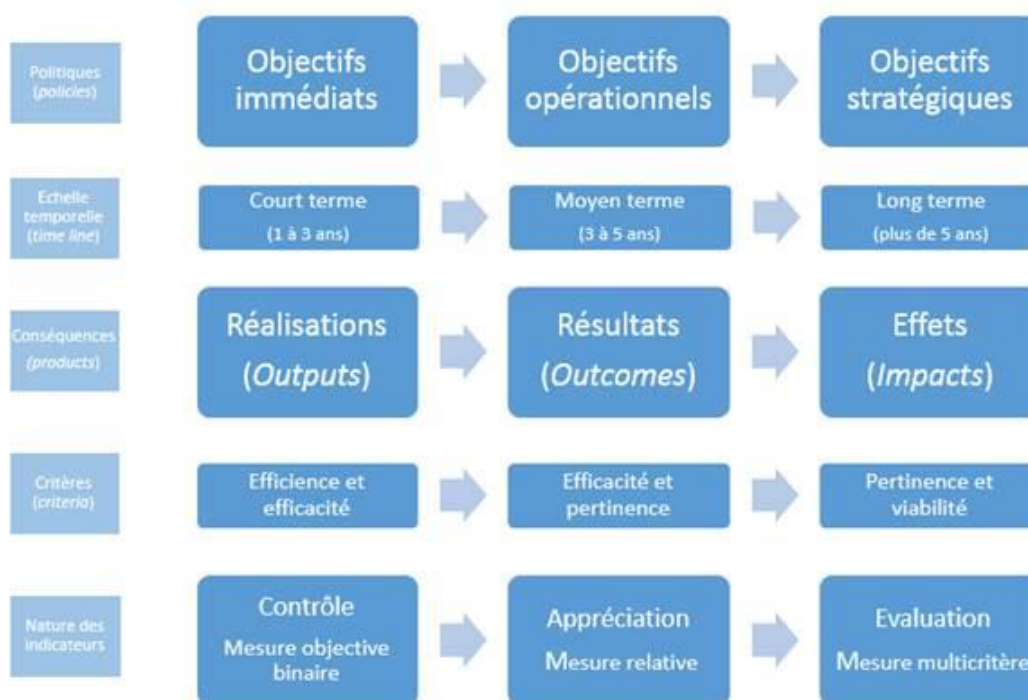 Politiques
(policies)
Objectifs
immédiats
Objectifs
opérationnels
Objectifs
stratégiques
Echelle
temporelle
(time line)
Court terme
(1 à 3 ans)
Moyen terme
(3 à 5 ans)
Long terme
(plus de 5 ans)
Conséquences
(products)
Réalisations
(Outputs)
Résultats
(Outcomes)
Effets
(Impacts)
Critères
(criteria)
Efficience et
efficacité
Efficacité et
pertinence
Pertinence et
viabilité
Nature des
indicateurs
Contrôle
Mesure objective
binaire
Appréciation
Mesure relative
Evaluation
Mesure multicritère